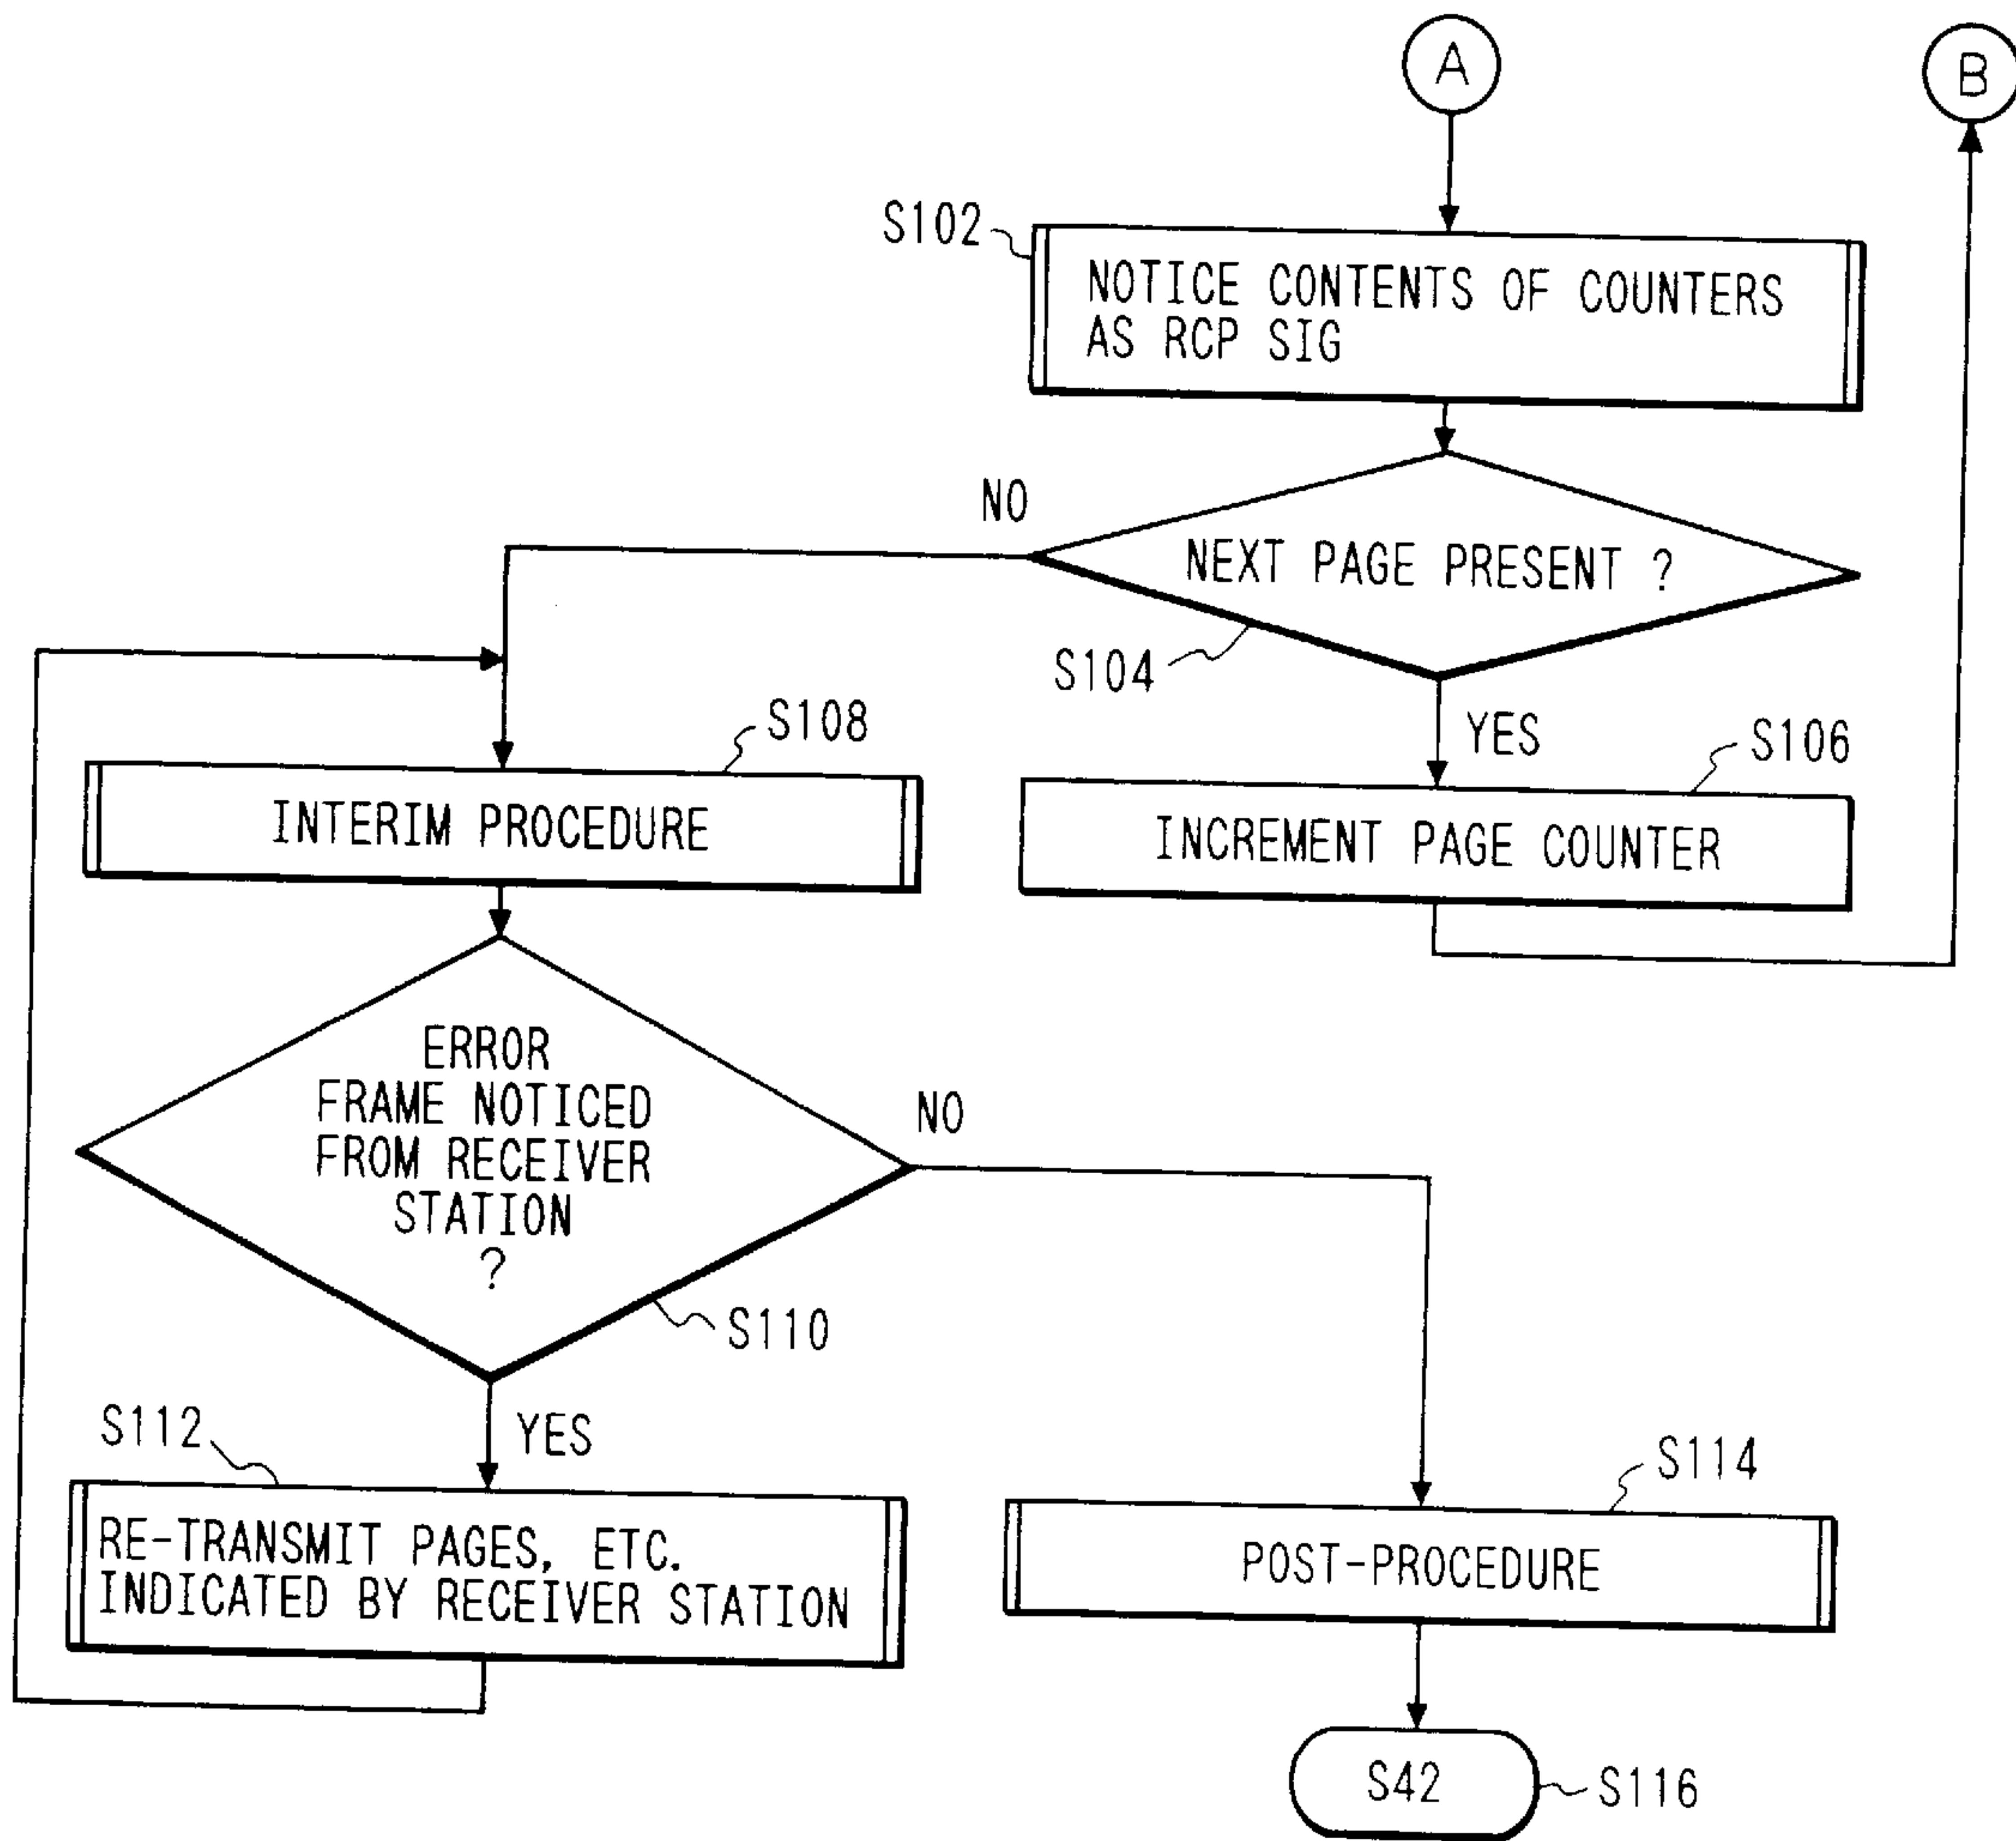 A
B
S102
NOTICE CONTENTS OF COUNTERS
AS RCP SIG
NO
NEXT PAGE PRESENT ?
S104
YES
S106
INCREMENT PAGE COUNTER
S108
INTERIM PROCEDURE
ERROR
FRAME NOTICED
FROM RECEIVER
STATION
?
NO
S110
YES
S112
RE-TRANSMIT PAGES, ETC.
INDICATED BY RECEIVER STATION
S114
POST-PROCEDURE
S42
S116